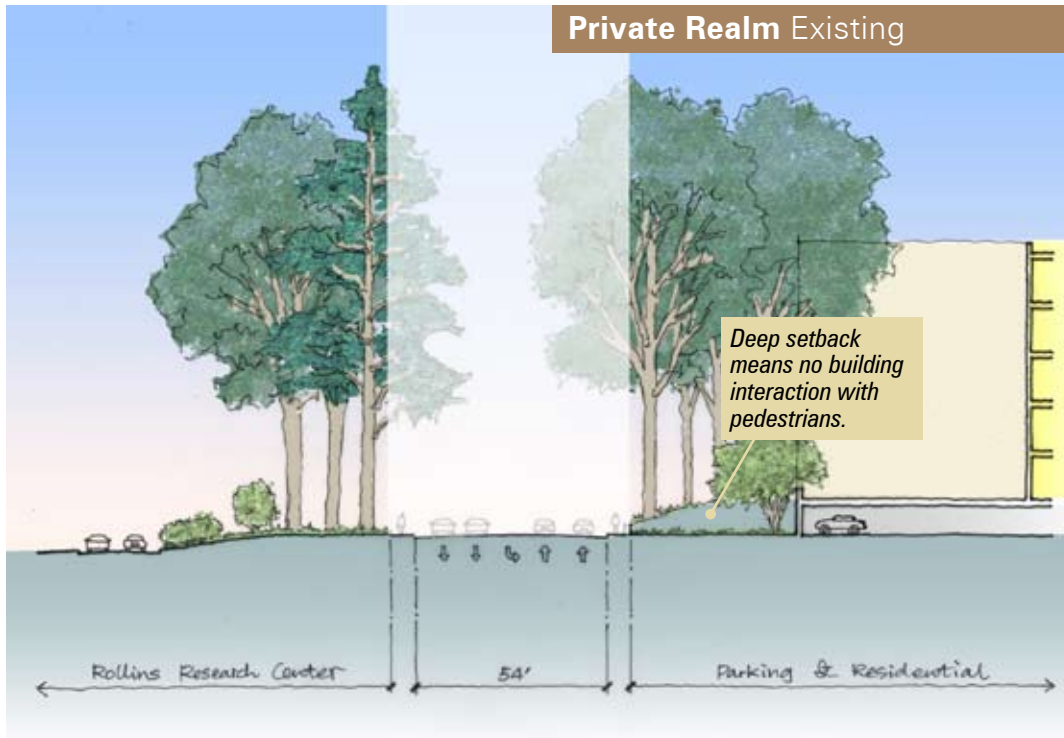 Private Realm Existing
Deep setback
means no building
interaction with
pedestrians.
Rollins Research Center
54'
Parking & Residential